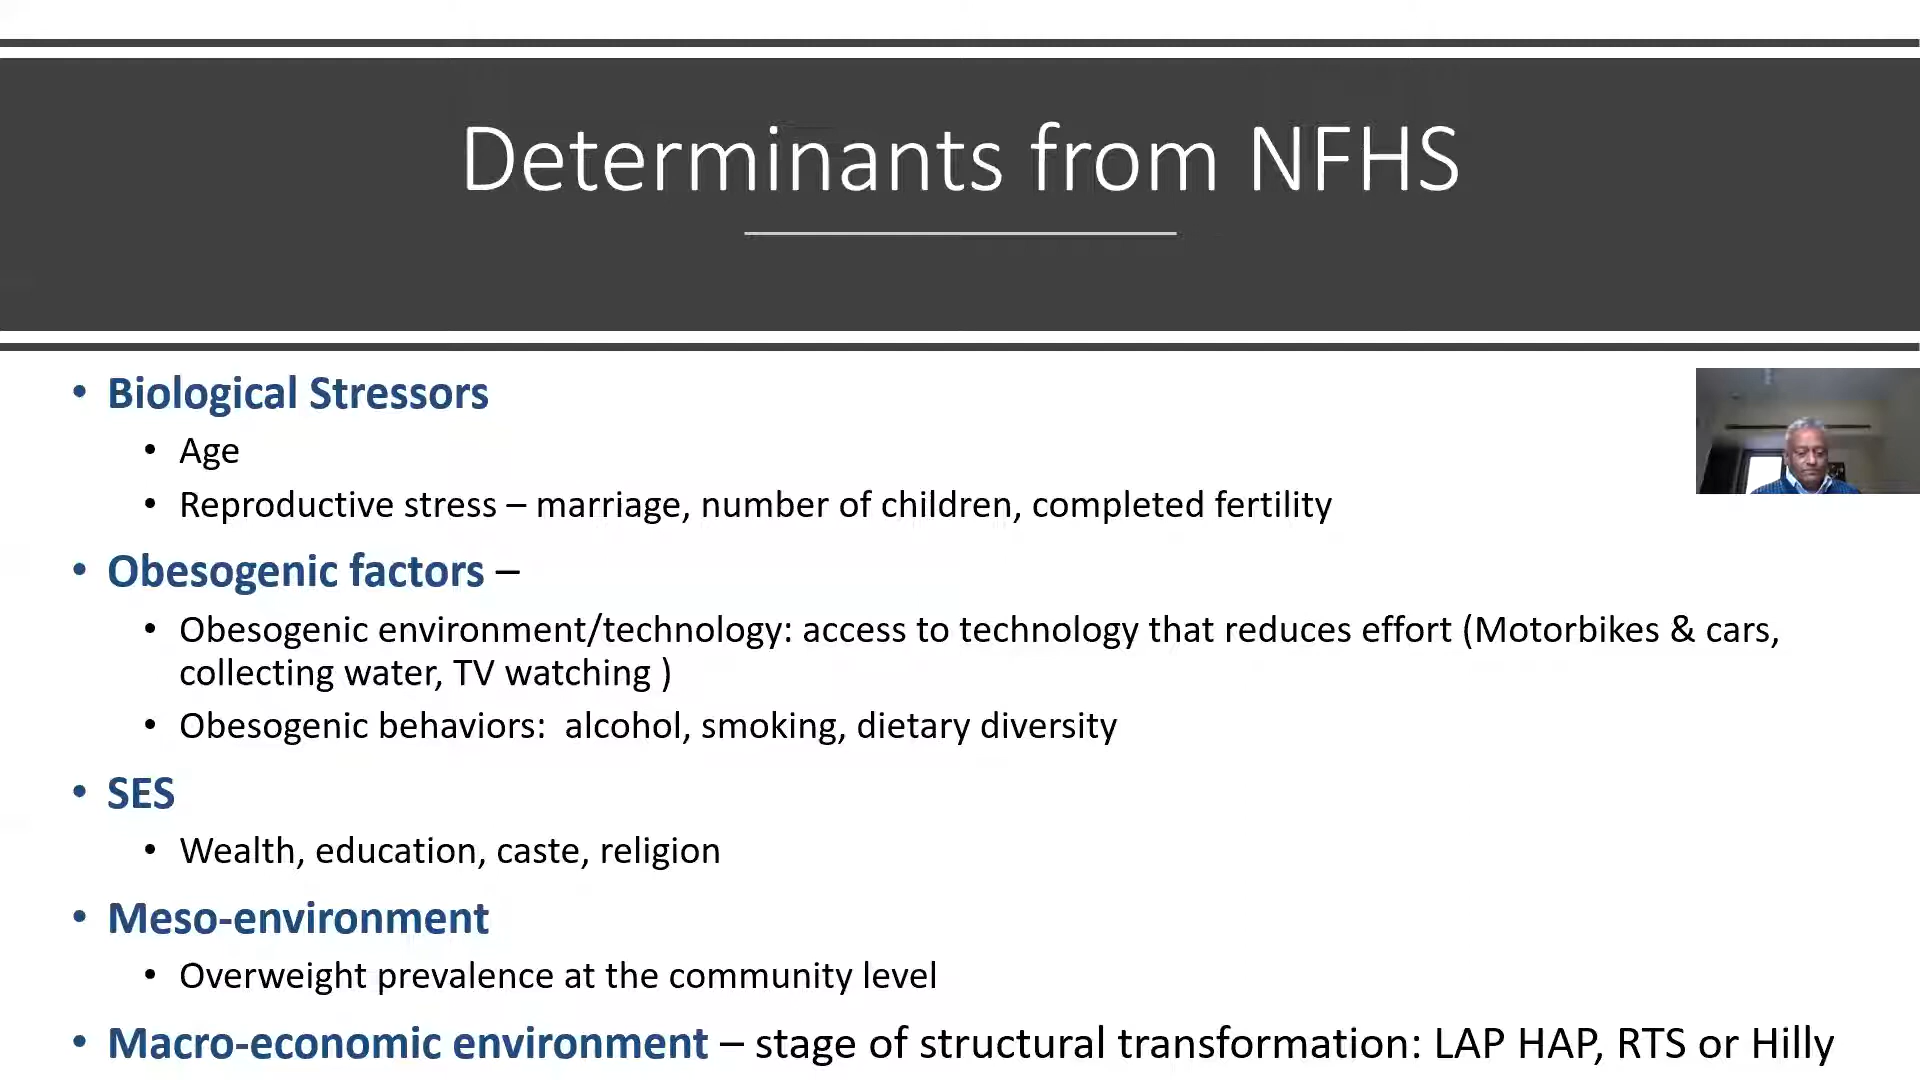 Determinants from NFHS
• Biological Stressors
• Age
• Reproductive stress – marriage, number of children, completed fertility
• Obesogenic factors –
• Obesogenic environment/technology: access to technology that reduces effort (Motorbikes & cars,
collecting water, TV watching )
• Obesogenic behaviors:  alcohol, smoking, dietary diversity
• SES
• Wealth, education, caste, religion
• Meso-environment
• Overweight prevalence at the community level
• Macro-economic environment – stage of structural transformation: LAP HAP, RTS or Hilly